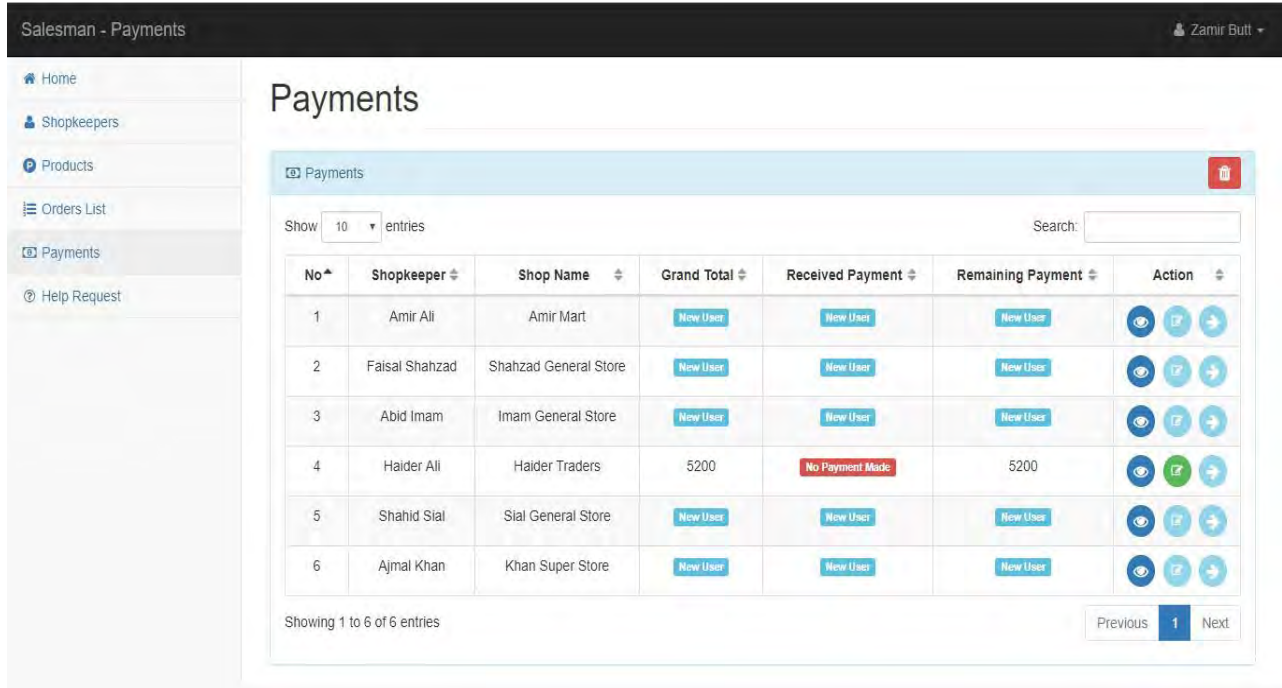 Salesman - Payments Zamir Butt
Home
Shopkeepers
Products
Orders List
Payments
Help Request
Payments
Payments
Show 10 entries Search:
No Shopkeeper Shop Name Grand Total Received Payment Remaining Payment Action
1 Amir Ali Amir Mart New User New User New User
2 Faisal Shahzad Shahzad General Store New User New User New User
3 Abid Imam Imam General Store New User New User New User
4 Haider Ali Haider Traders 5200 No Payment Made 5200
5 Shahid Sial Sial General Store New User New User New User
6 Ajmal Khan Khan Super Store New User New User New User
Showing 1 to 6 of 6 entries Previous 1 Next